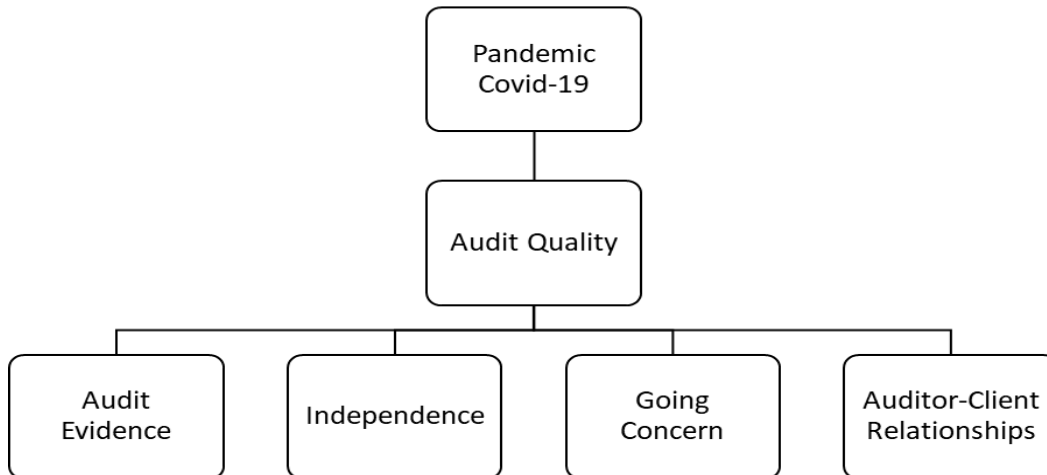 Pandemic
Covid-19
Audit Quality
Audit
Evidence
Independence
Going
Concern
Auditor-Client
Relationships